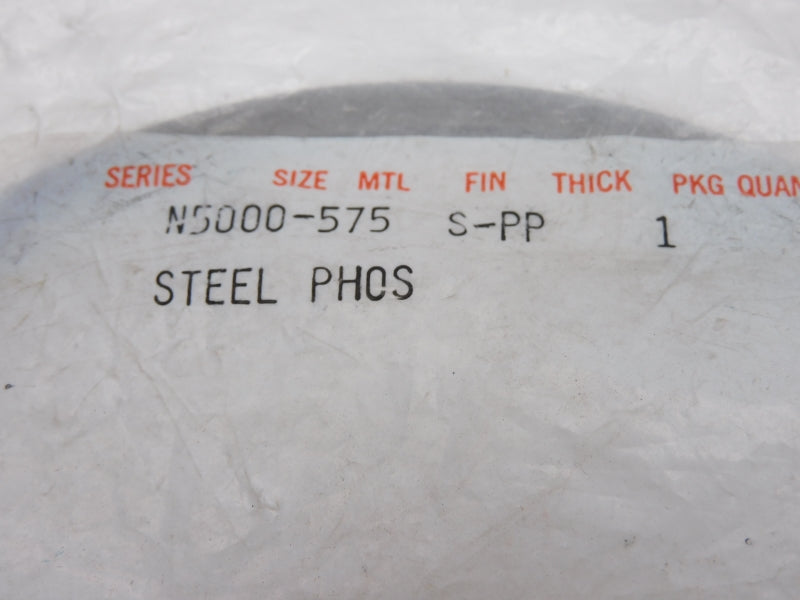 SERIES SIZE MTL FIN THICK PKG QUAN
N5000-575 S-PP 1
STEEL PHOS